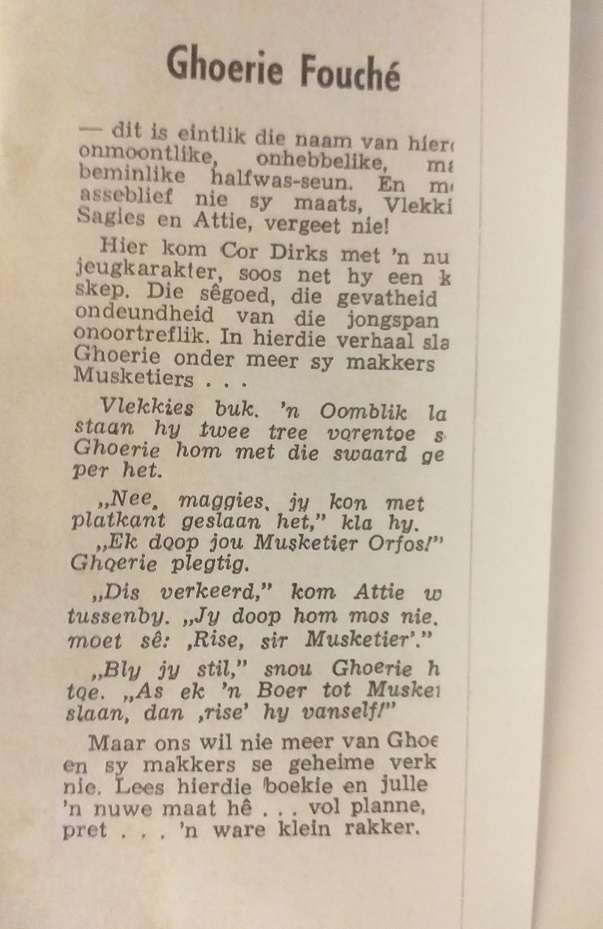 Ghoerie Fouché
— dit is eintlik die naam van
onmoontlike, onhebbelike,
beminlike halfwas-seun. En
asseblief nie sy maats, Vlekki
Sagies en Attie, vergeet nie!
Hier kom Cor Dirks met 'n nu
jeugkarakter, soos net hy een k
skep. Die sêgoed, die gevatheid
ondeundheid van die jongspan
onoortreflik. In hierdie verhaal sla
Ghoerie onder meer sy makkers
Musketiers . . .
Vlekkies buk. 'n Oomblik la
staan hy twee tree vorentoe s
Ghoerie hom met die swaard ge
per het.
„Nee, maggies, jy kon met
platkant geslaan het,” kla hy.
„Ek doop jou Musketier Orfos!”
Ghoerie plegtig.
„Dis verkeerd,” kom Attie w
tussenby. „Jy doop hom mos nie.
moet sê: ‚Rise, sir Musketier’.”
„Bly jy stil,” snou Ghoerie h
toe. „As ek 'n Boer tot Musket
slaan, dan ‚rise’ hy vanself!”
Maar ons wil nie meer van Ghoe
en sy makkers se geheime verk
nie. Lees hierdie boekie en julle
'n nuwe maat hê . . . vol planne,
pret . . . 'n ware klein rakker.